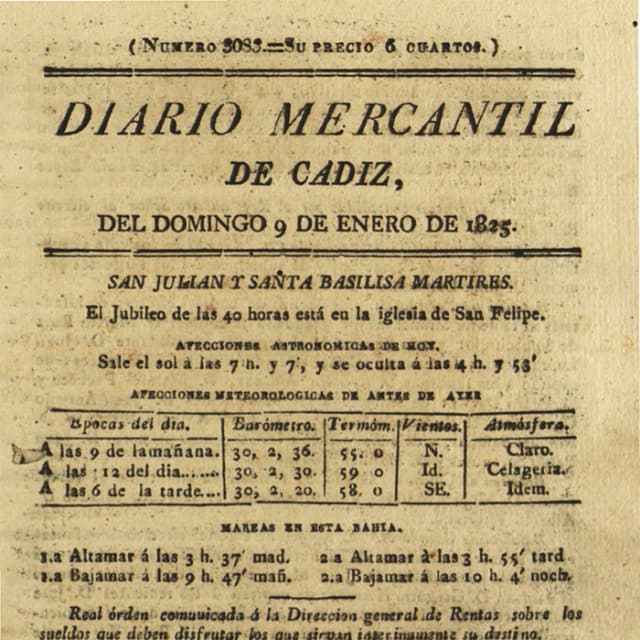 ( NUMERO 3083.=SU PRECIO 6 CUARTOS. )
DIARIO MERCANTIL
DE CADIZ,
DEL DOMINGO 9 DE ENERO DE 1825.
SAN JULIAN Y SANTA BASILISA MARTIRES.
El Jubileo de las 40 horas está en la iglesia de San Felipe.
AFECCIONES ASTRONOMICAS DE HOY.
Sale el sol à las 7 h. y 7', y se oculta á las 4 h. y 53'
AFECCIONES METEOROLOGICAS DE ANTES DE AYER
Epocas del dia. Barómetro. Termóm. Vientos. Atmósfera.
A las 9 de la mañana. 30, 2, 36. 55. 0 N. Claro.
A las 12 del dia...... 30, 2, 30. 59 0 Id. Celageria.
A las 6 de la tarde... 30, 2, 20. 58. 0 SE. Idem.
MAREAS EN ESTA BAHIA.
1.a Altamar á las 3 h. 37' mad. 2 a Altamar à las 3 h. 55' tard
1.a Bajamar á las 9 h. 47' mañ. 2.a Bajamar á las 10 h. 4' noch.
Real órden comunicada á la Direccion general de Rentas sobre los
sueldos que deben disfrutar los que sirvan interinamente su destino.